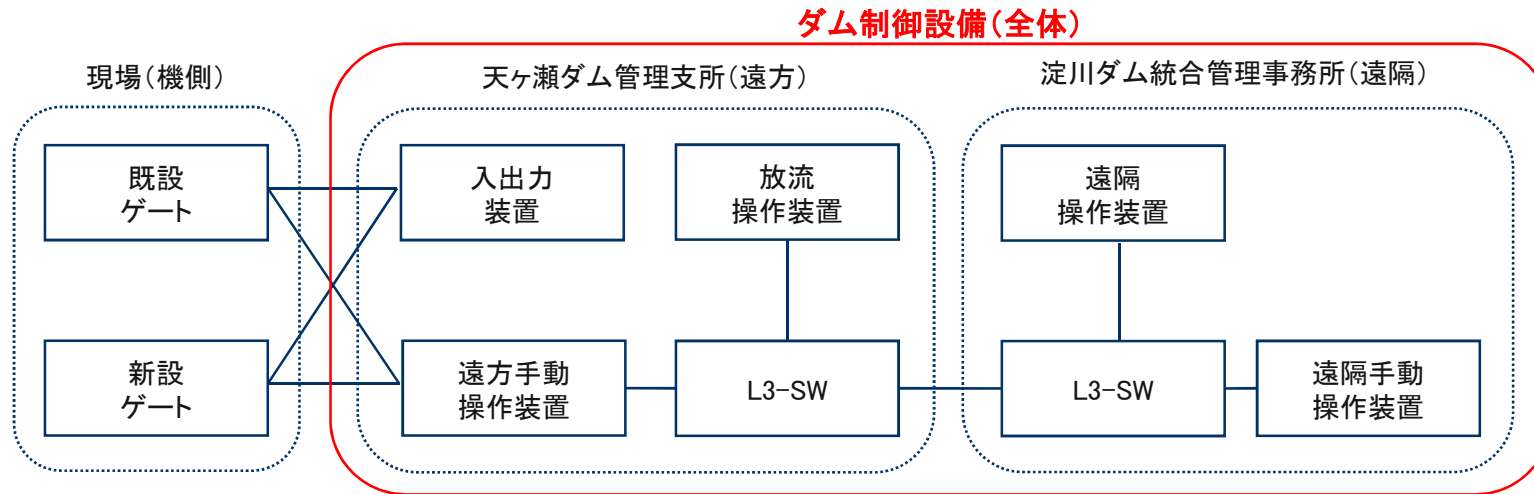 ダム制御設備（全体）
現場（機側）
天ヶ瀬ダム管理支所（遠方）
淀川ダム統合管理事務所（遠隔）
既設
ゲート
入出力
装置
放流
操作装置
遠隔
操作装置
新設
ゲート
遠方手動
操作装置
L3-SW
L3-SW
遠隔手動
操作装置